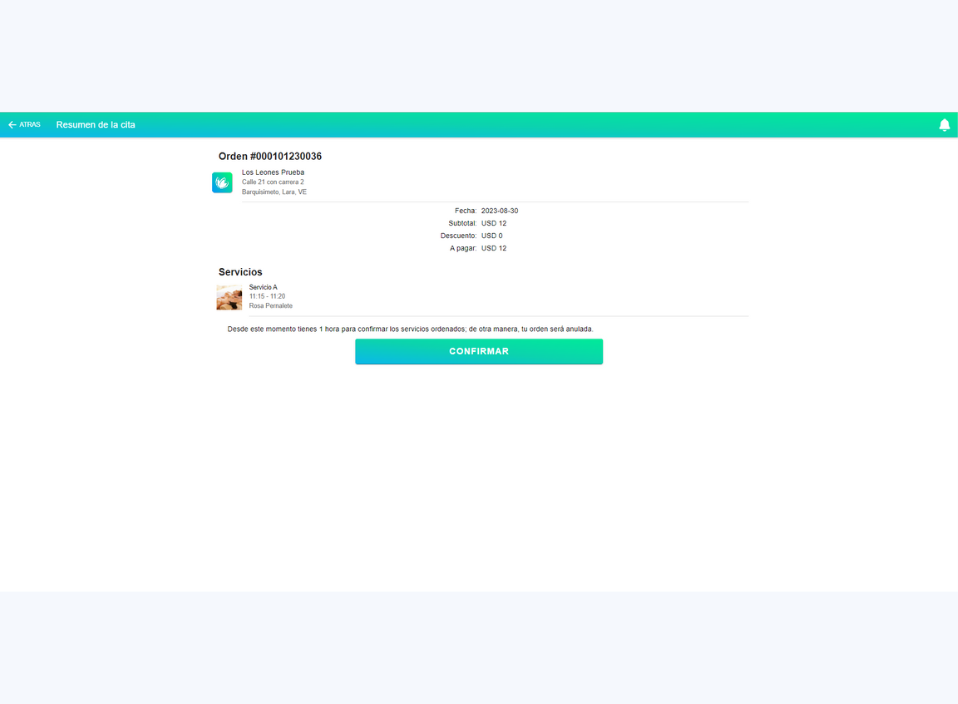 ATRAS Resumen de la cita
Orden #000101230036
Los Leones Prueba
Calle 21 con carrera 2
Barquisimeto, Lara, VE
Fecha: 2023-08-30
Subtotal: USD 12
Descuento: USD 0
A pagar: USD 12
Servicios
Servicio A
11:15 - 11:20
Rosa Pernalete
Desde este momento tienes 1 hora para confirmar los servicios ordenados; de otra manera, tu orden será anulada.
CONFIRMAR